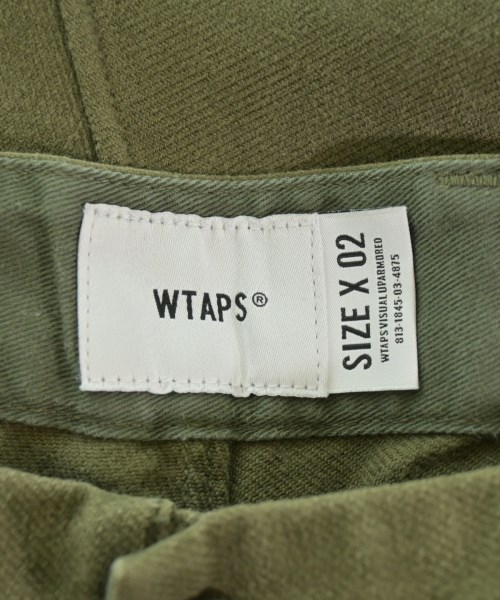 WTAPS®
SIZE X 02
WTAPS VISUAL UPARMORED
813-1845-03-4875